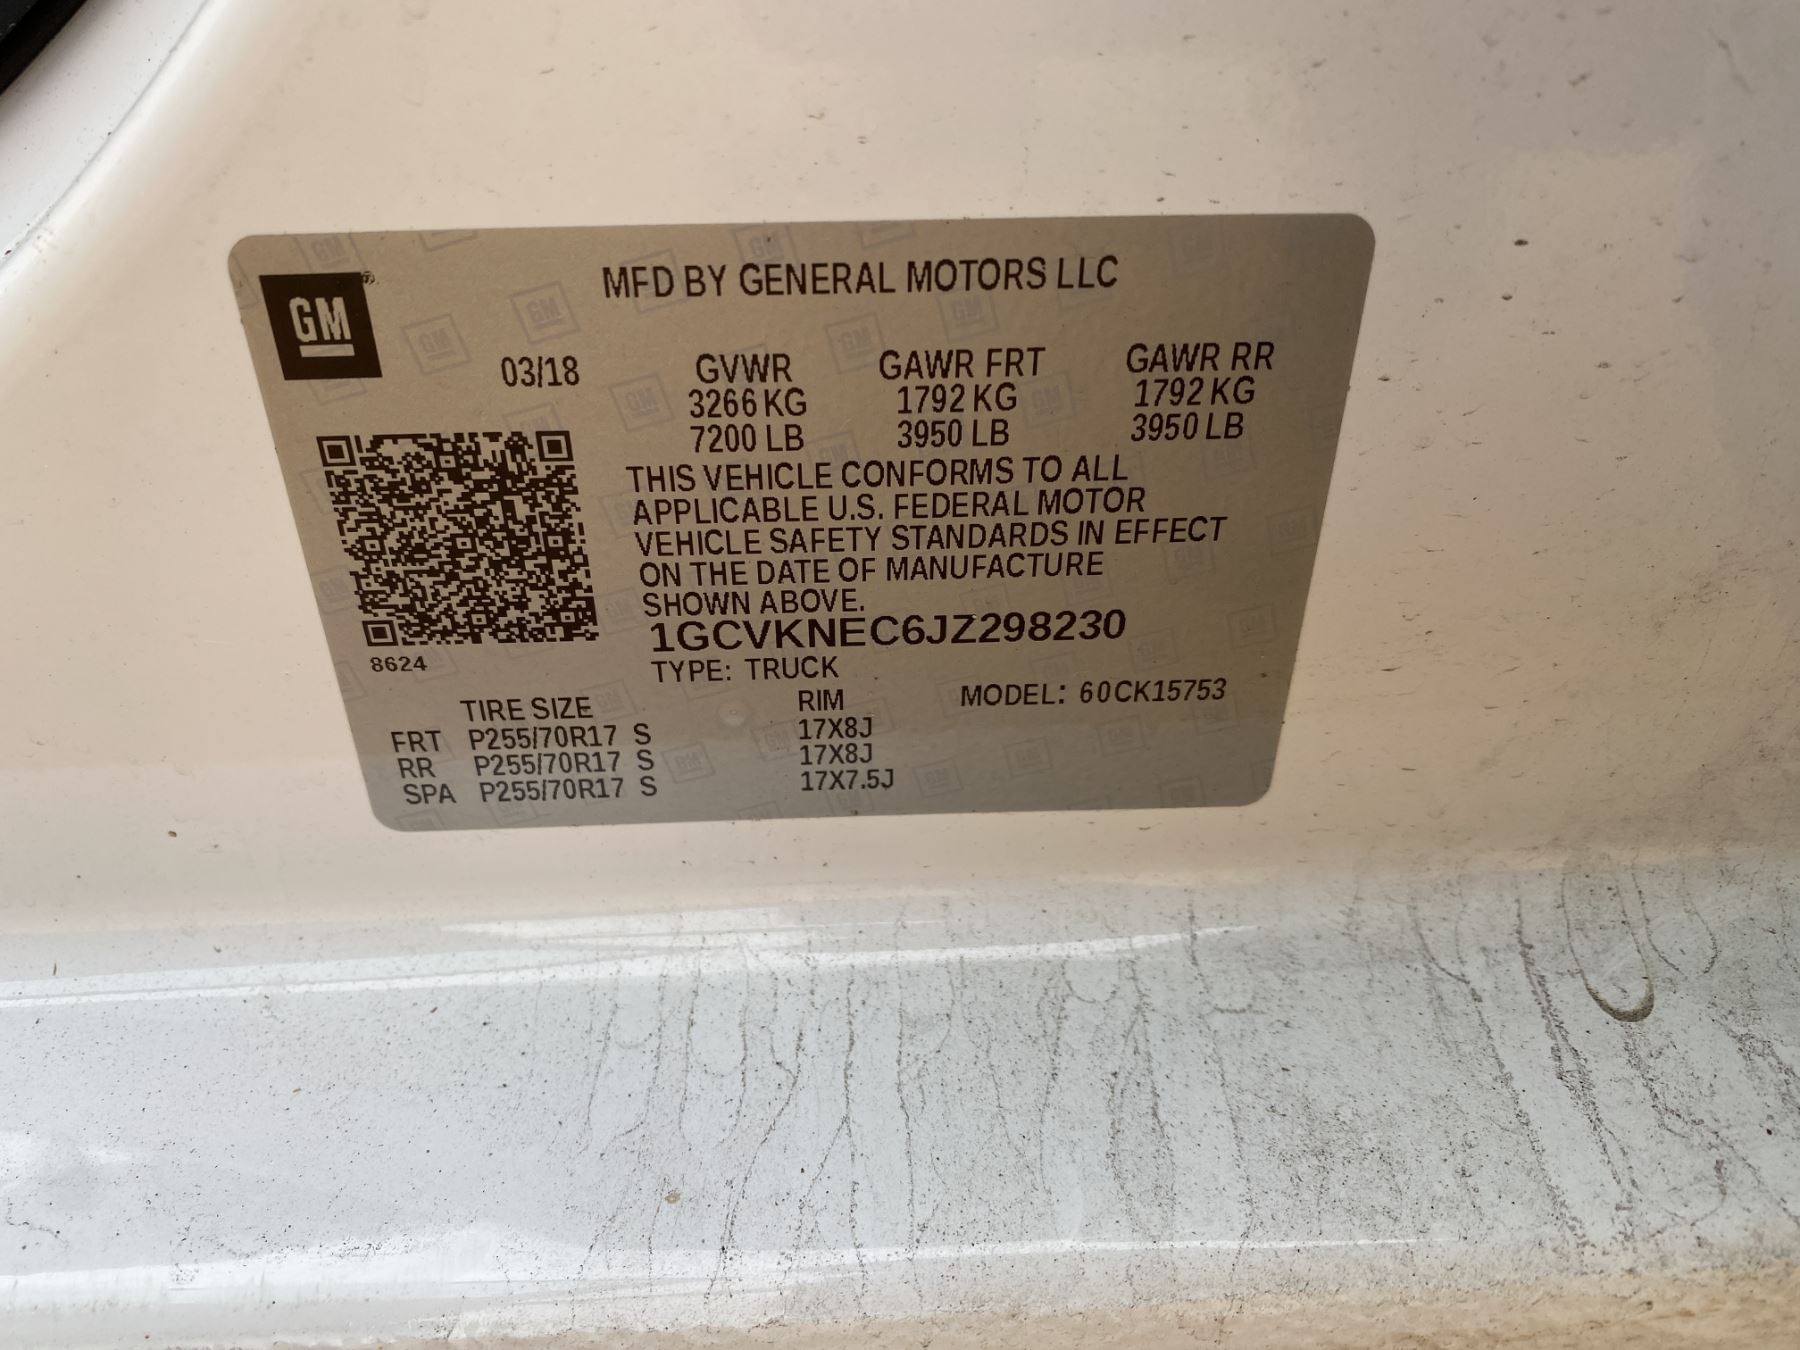 GM ®
MFD BY GENERAL MOTORS LLC
03/18 GVWR GAWR FRT GAWR RR
3266 KG 1792 KG 1792 KG
7200 LB 3950 LB 3950 LB
THIS VEHICLE CONFORMS TO ALL
APPLICABLE U.S. FEDERAL MOTOR
VEHICLE SAFETY STANDARDS IN EFFECT
ON THE DATE OF MANUFACTURE
SHOWN ABOVE.
1GCVKNEC6JZ298230
8624
TYPE: TRUCK
TIRE SIZE RIM MODEL: 60CK15753
FRT P255/70R17 S 17X8J
RR P255/70R17 S 17X8J
SPA P255/70R17 S 17X7.5J